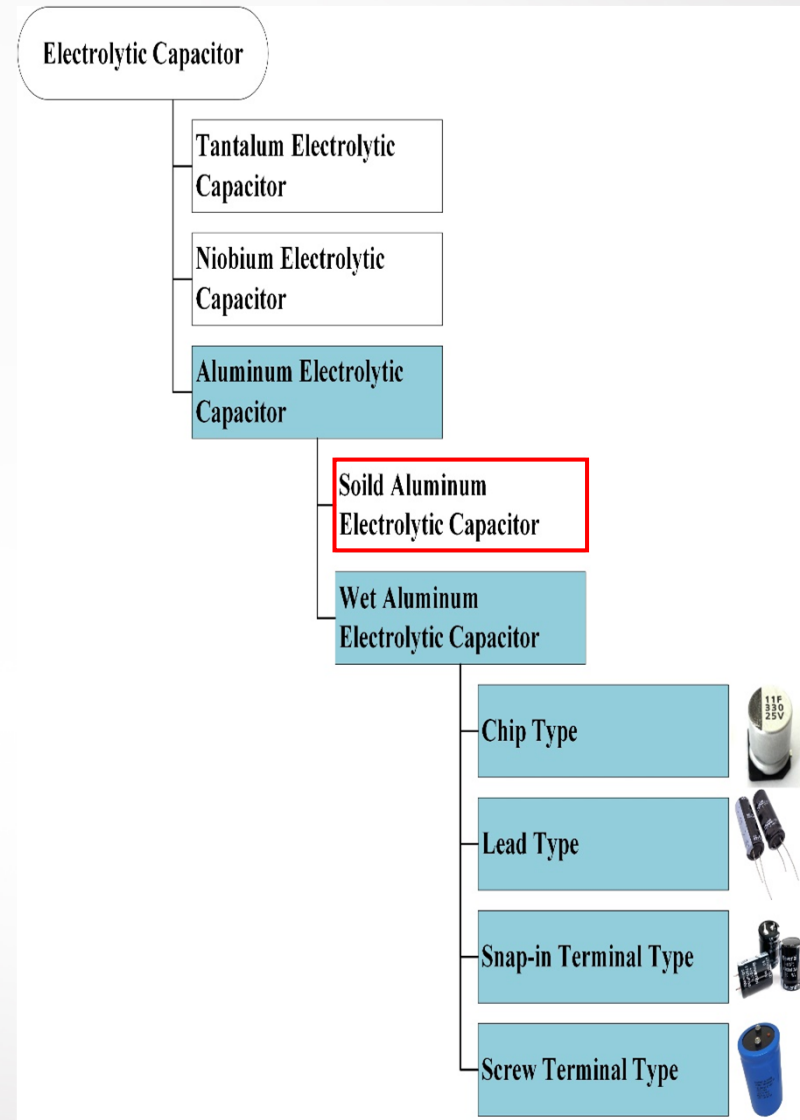 Electrolytic Capacitor
Tantalum Electrolytic
Capacitor
Niobium Electrolytic
Capacitor
Aluminum Electrolytic
Capacitor
Soild Aluminum
Electrolytic Capacitor
Wet Aluminum
Electrolytic Capacitor
Chip Type
11F
330
25V
Lead Type
Snap-in Terminal Type
Screw Terminal Type